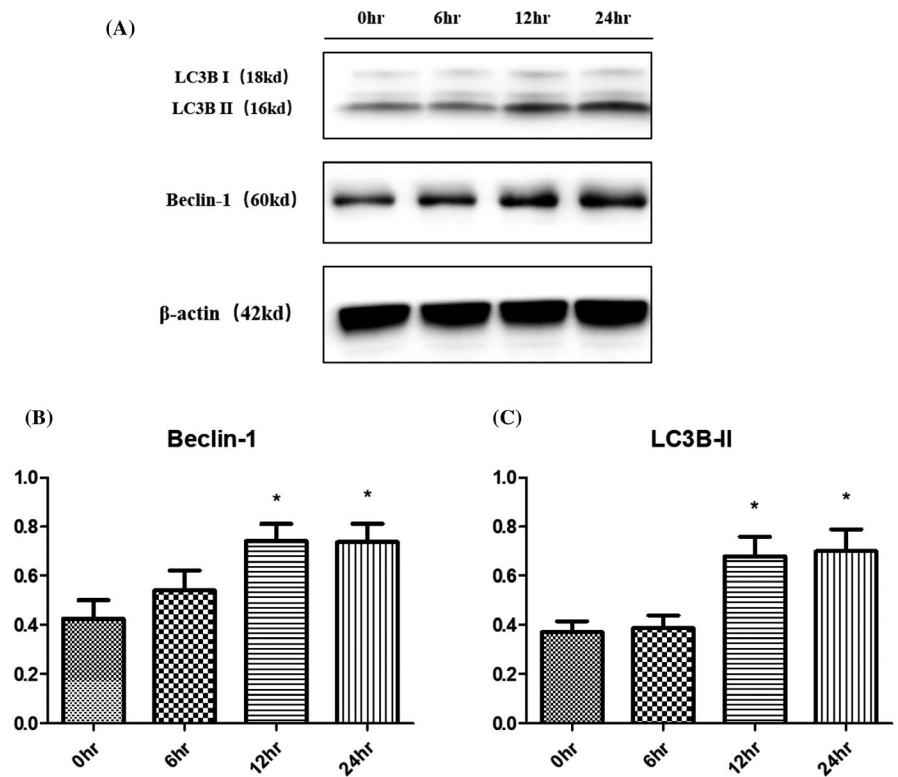 (A)
0hr 6hr 12hr 24hr
LC3B I (18kd)
LC3B II (16kd)
Beclin-1 (60kd)
β-actin (42kd)
(B)
Beclin-1
1.0
0.8
0.6
0.4
0.2
0.0
* *
0hr 6hr 12hr 24hr
(C)
LC3B-II
1.0
0.8
0.6
0.4
0.2
0.0
* *
0hr 6hr 12hr 24hr